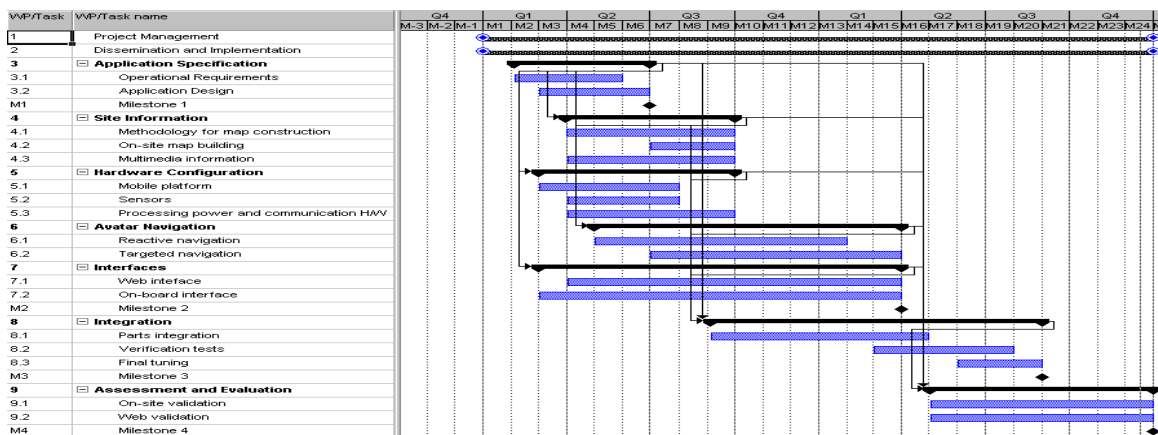 WP/Task WP/Task name Q4 Q1 Q2 Q3 Q4 Q1 Q2 Q3 Q4
M-3 M-2 M-1 M1 M2 M3 M4 M5 M6 M7 M8 M9 M10 M11 M12 M13 M14 M15 M16 M17 M18 M19 M20 M21 M22 M23 M24 M
1 Project Management
2 Dissemination and Implementation
3 Application Specification
3.1 Operational Requirements
3.2 Application Design
M1 Milestone 1
4 Site Information
4.1 Methodology for map construction
4.2 On-site map building
4.3 Multimedia information
5 Hardware Configuration
5.1 Mobile platform
5.2 Sensors
5.3 Processing power and communication H/W
6 Avatar Navigation
6.1 Reactive navigation
6.2 Targeted navigation
7 Interfaces
7.1 Web inteface
7.2 On-board interface
M2 Milestone 2
8 Integration
8.1 Parts integration
8.2 Verification tests
8.3 Final tuning
M3 Milestone 3
9 Assessment and Evaluation
9.1 On-site validation
9.2 Web validation
M4 Milestone 4